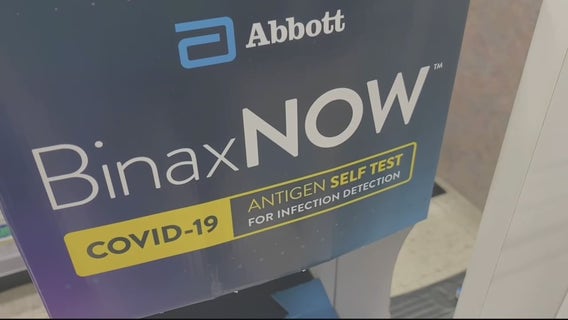 Abbott
BinaxNOW™
COVID-19
ANTIGEN SELF TEST
FOR INFECTION DETECTION